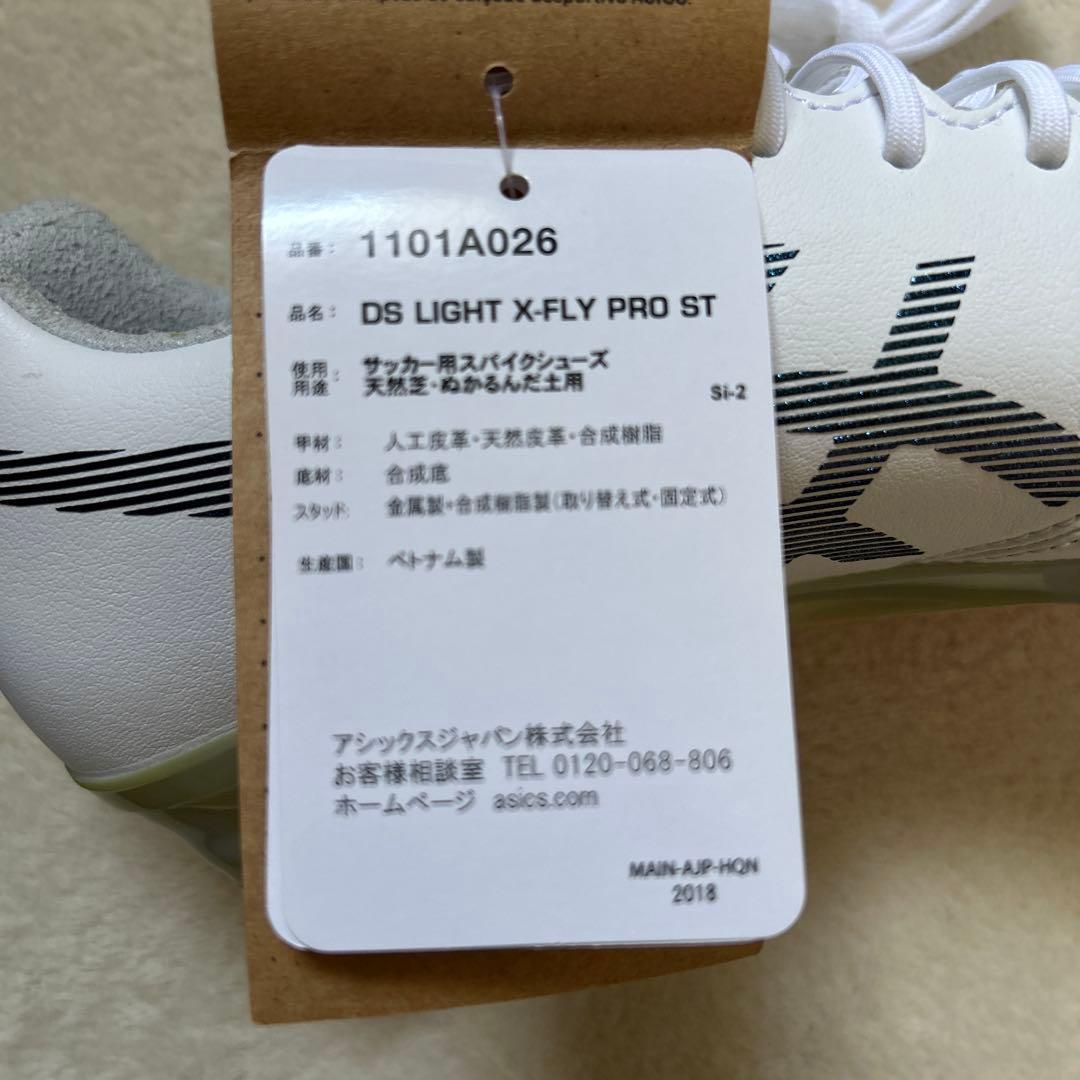 品番： 1101A026
品名： DS LIGHT X-FLY PRO ST
使用用途： サッカー用スパイクシューズ
天然芝・ぬかるんだ土用
Si-2
甲材： 人工皮革・天然皮革・合成樹脂
底材： 合成底
スタッド： 金属製・合成樹脂製（取り替え式・固定式）
生産国： ベトナム製
アシックスジャパン株式会社
お客様相談室 TEL 0120-068-806
ホームページ asics.com
MAIN-AJP-HQN
2018